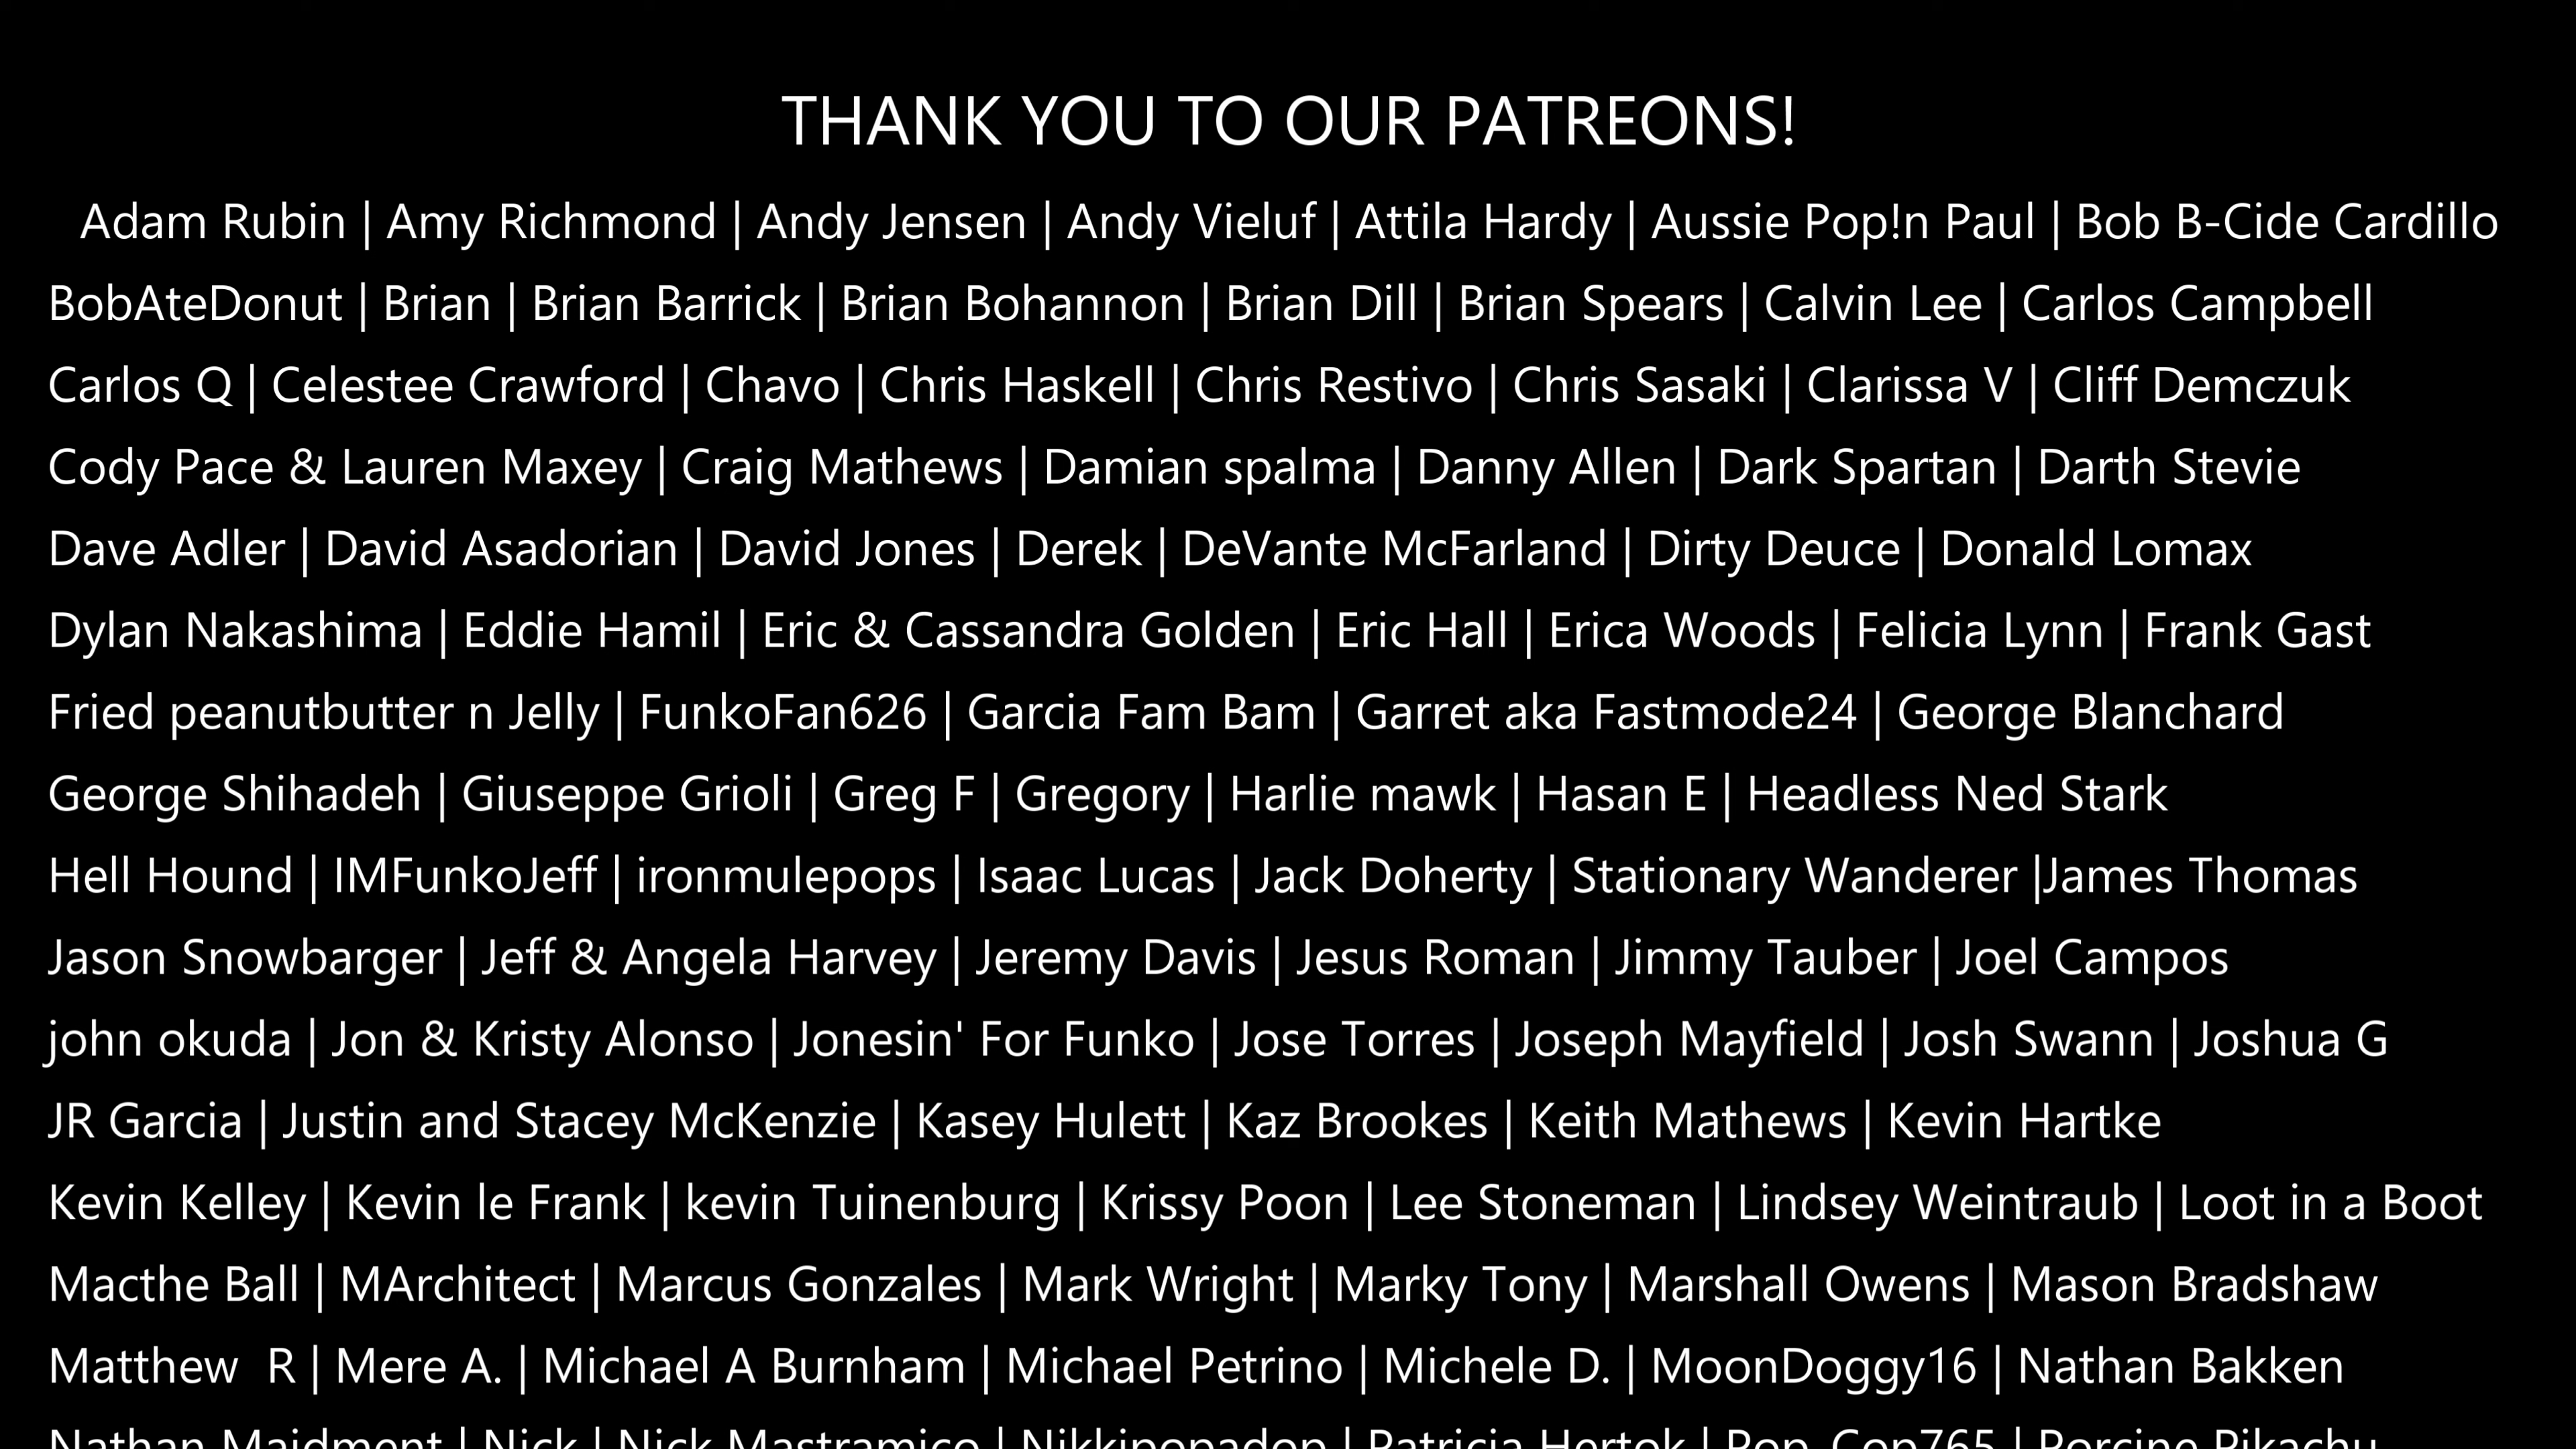 THANK YOU TO OUR PATREONS!
Adam Rubin | Amy Richmond | Andy Jensen | Andy Vieluf | Attila Hardy | Aussie Pop!n Paul | Bob B-Cide Cardillo
BobAteDonut | Brian | Brian Barrick | Brian Bohannon | Brian Dill | Brian Spears | Calvin Lee | Carlos Campbell
Carlos Q | Celestee Crawford | Chavo | Chris Haskell | Chris Restivo | Chris Sasaki | Clarissa V | Cliff Demczuk
Cody Pace & Lauren Maxey | Craig Mathews | Damian spalma | Danny Allen | Dark Spartan | Darth Stevie
Dave Adler | David Asadorian | David Jones | Derek | DeVante McFarland | Dirty Deuce | Donald Lomax
Dylan Nakashima | Eddie Hamil | Eric & Cassandra Golden | Eric Hall | Erica Woods | Felicia Lynn | Frank Gast
Fried peanutbutter n Jelly | FunkoFan626 | Garcia Fam Bam | Garret aka Fastmode24 | George Blanchard
George Shihadeh | Giuseppe Grioli | Greg F | Gregory | Harlie mawk | Hasan E | Headless Ned Stark
Hell Hound | IMFunkoJeff | ironmulepops | Isaac Lucas | Jack Doherty | Stationary Wanderer |James Thomas
Jason Snowbarger | Jeff & Angela Harvey | Jeremy Davis | Jesus Roman | Jimmy Tauber | Joel Campos
john okuda | Jon & Kristy Alonso | Jonesin' For Funko | Jose Torres | Joseph Mayfield | Josh Swann | Joshua G
JR Garcia | Justin and Stacey McKenzie | Kasey Hulett | Kaz Brookes | Keith Mathews | Kevin Hartke
Kevin Kelley | Kevin le Frank | kevin Tuinenburg | Krissy Poon | Lee Stoneman | Lindsey Weintraub | Loot in a Boot
Macthe Ball | MArchitect | Marcus Gonzales | Mark Wright | Marky Tony | Marshall Owens | Mason Bradshaw
Matthew  R | Mere A. | Michael A Burnham | Michael Petrino | Michele D. | MoonDoggy16 | Nathan Bakken
Nathan Maidment | Nick | Nick Mastramico | | Patricia Hertok | | Porcine Pikachu